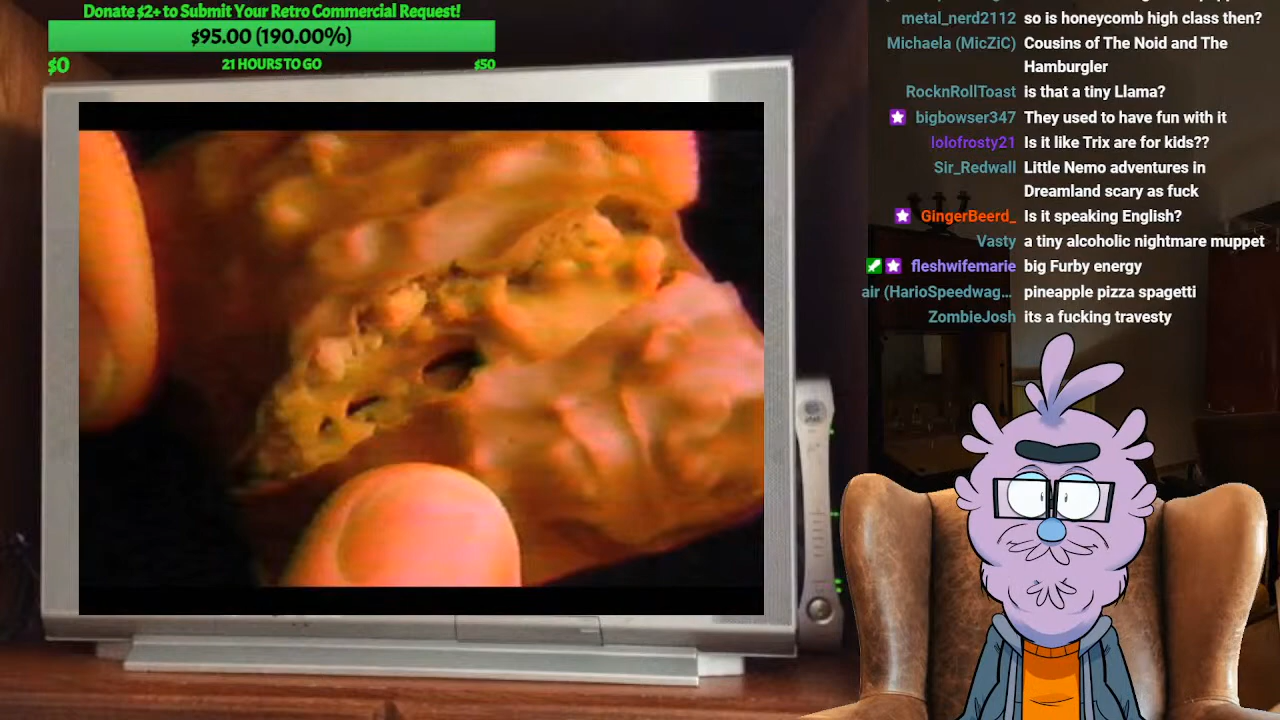 Donate $2+ to Submit Your Retro Commercial Request!
$95.00 (190.00%)
$0 21 HOURS TO GO $50
metal_nerd2112 so is honeycomb high class then?
Michaela (MicZiC) Cousins of The Noid and The
Hamburgler
RocknRollToast is that a tiny Llama?
bigbowser347 They used to have fun with it
lolofrosty21 Is it like Trix are for kids??
Sir_Redwall Little Nemo adventures in
Dreamland scary as fuck
GingerBeerd_ Is it speaking English?
Vasty a tiny alcoholic nightmare muppet
fleshwifemarie big Furby energy
air (HarioSpeedwag... pineapple pizza spagetti
ZombieJosh its a fucking travesty